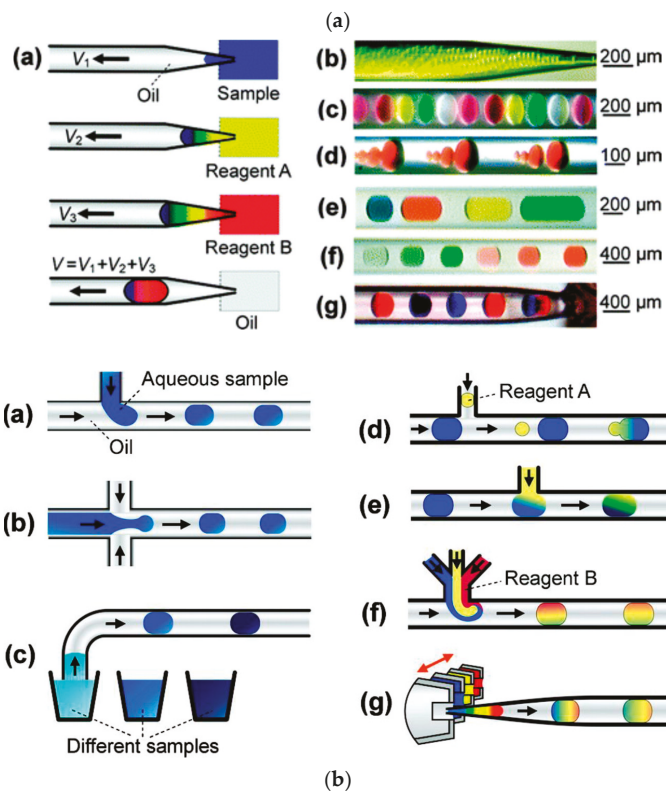 (a)
(a)
V1
Oil
Sample
V2
Reagent A
V3
Reagent B
V = V1 + V2 + V3
Oil
(b)
200 μm
(c)
200 μm
(d)
100 μm
(e)
200 μm
(f)
400 μm
(g)
400 μm
(a)
Aqueous sample
Oil
(b)
(c)
Different samples
(d)
Reagent A
(e)
(f)
Reagent B
(g)
(b)